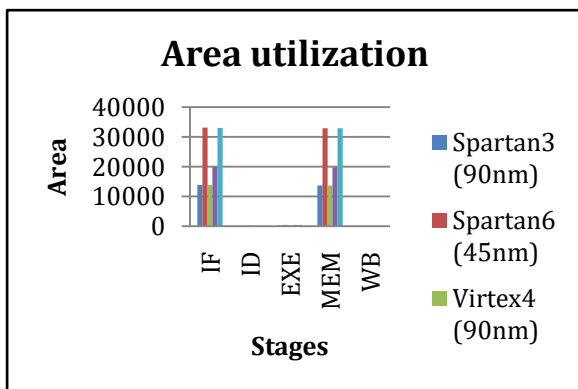 Area utilization
Area
40000
30000
20000
10000
0
IF
ID
EXE
MEM
WB
Stages
Spartan3
(90nm)
Spartan6
(45nm)
Virtex4
(90nm)